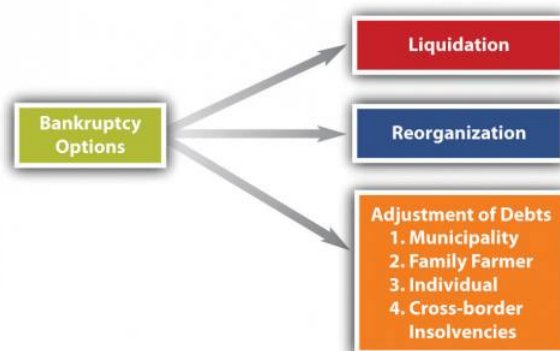 Liquidation
Bankruptcy
Options
Reorganization
Adjustment of Debts
1. Municipality
2. Family Farmer
3. Individual
4. Cross-border
Insolvencies